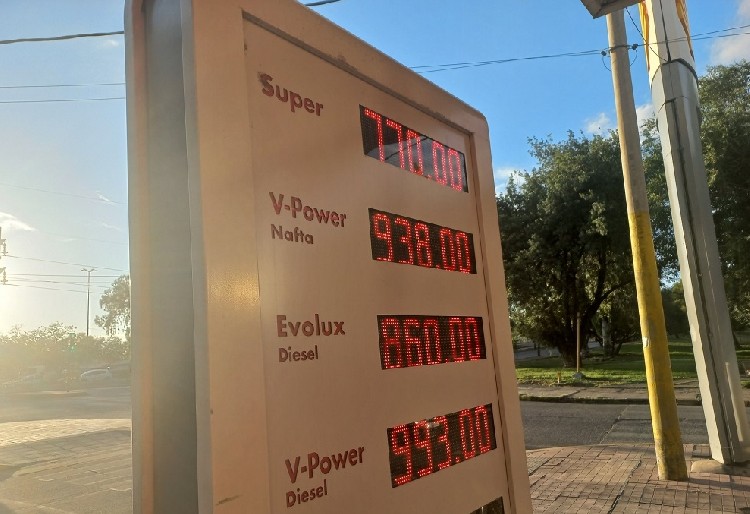 Super 770.00
V-Power 938.00
Nafta
Evolux 860.00
Diesel
V-Power 993.00
Diesel